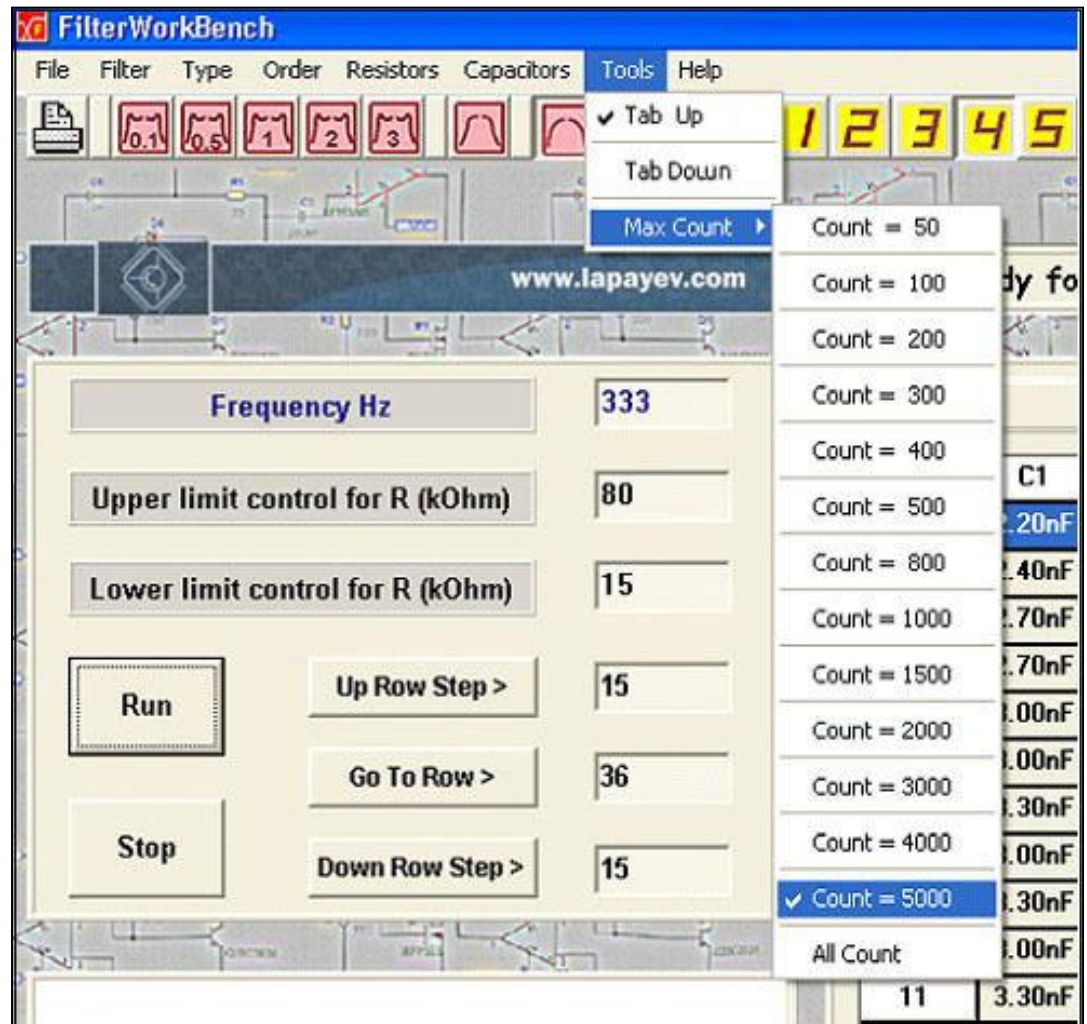 FilterWorkBench
File Filter Type Order Resistors Capacitors Tools Help
0.1 0.5 1 2 3
1 2 3 4 5
Tab Up
Tab Down
Max Count
www.lapayev.com
Count = 50
Count = 100
Count = 200
Count = 300
Count = 400
Count = 500
Count = 800
Count = 1000
Count = 1500
Count = 2000
Count = 3000
Count = 4000
Count = 5000
All Count
Frequency Hz 333
Upper limit control for R (kOhm) 80
Lower limit control for R (kOhm) 15
Run
Up Row Step > 15
Go To Row > 36
Stop
Down Row Step > 15
C1
.20nF
.40nF
.70nF
.70nF
.00nF
.00nF
.30nF
.00nF
.30nF
.00nF
11 3.30nF